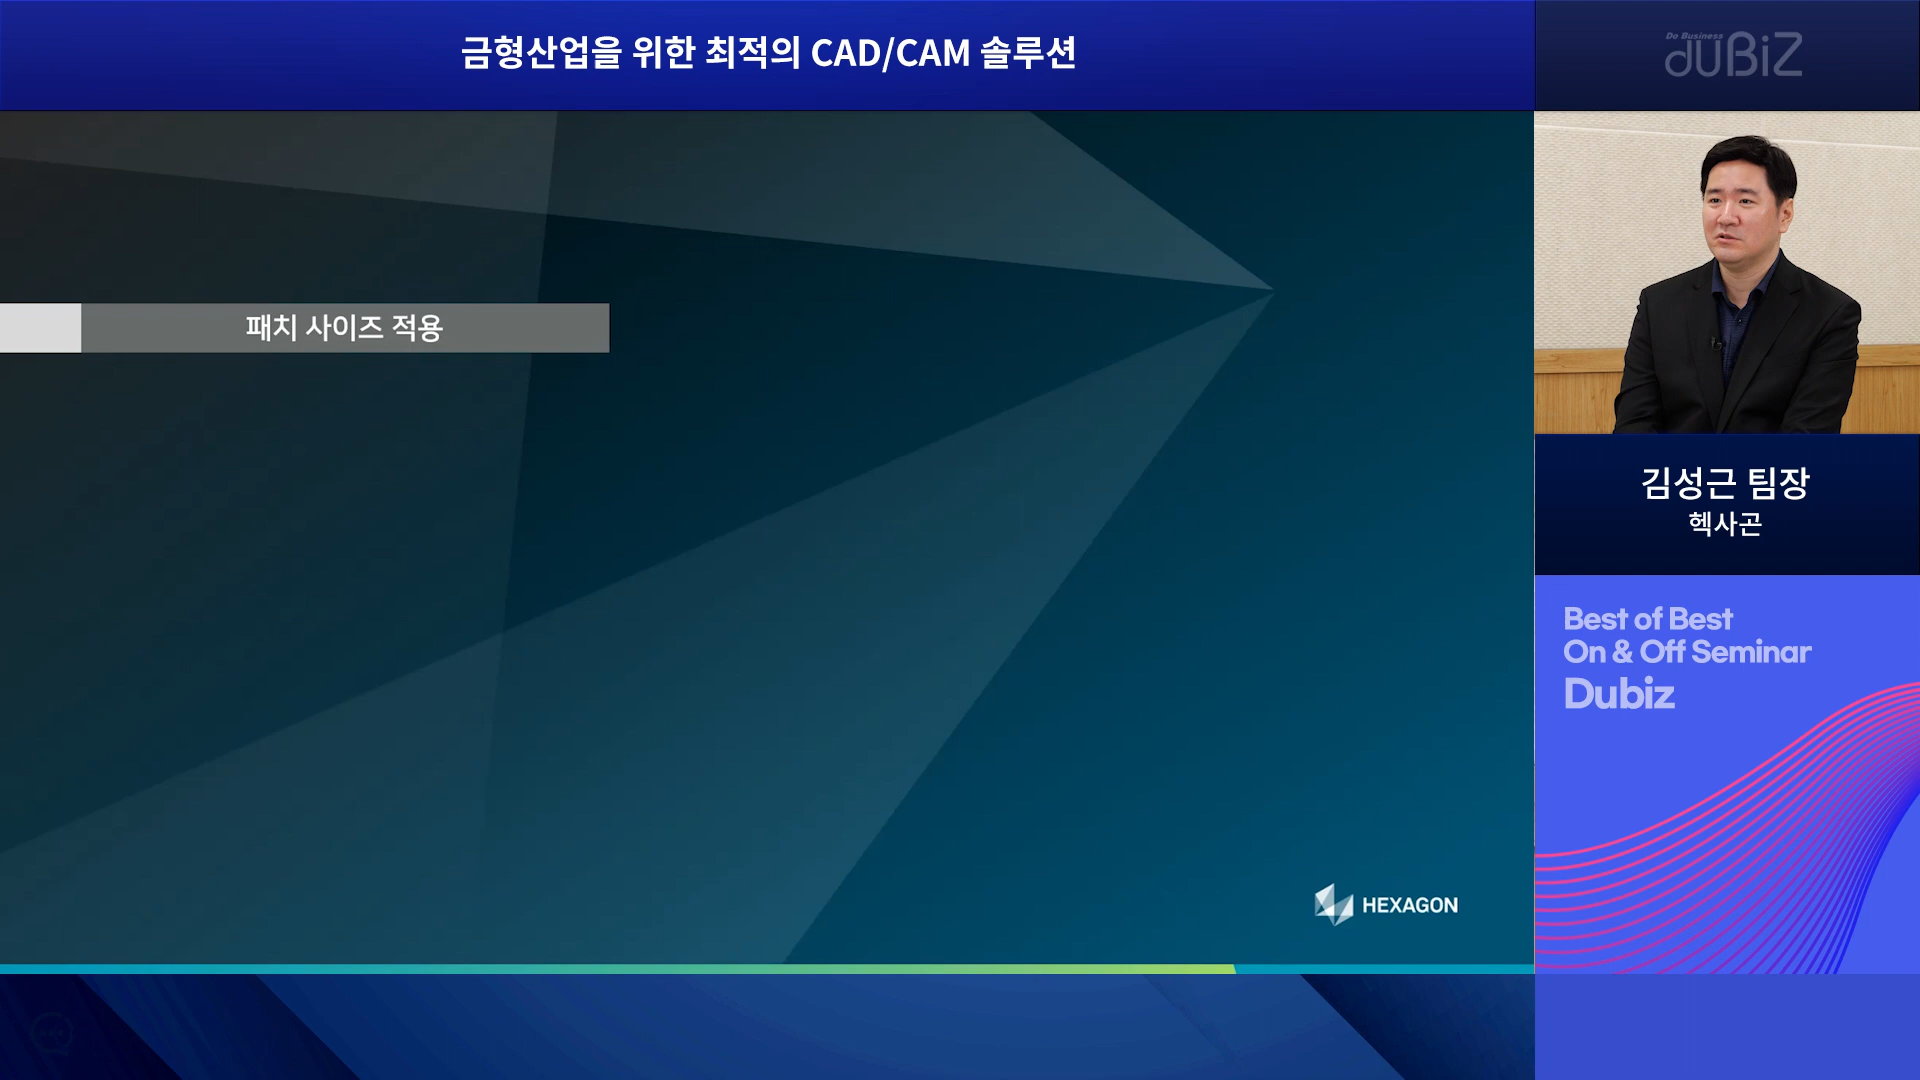 금형산업을 위한 최적의 CAD/CAM 솔루션
Do Business
duBiZ
패치 사이즈 적용
김성근 팀장
헥사곤
Best of Best
On & Off Seminar
Dubiz
HEXAGON